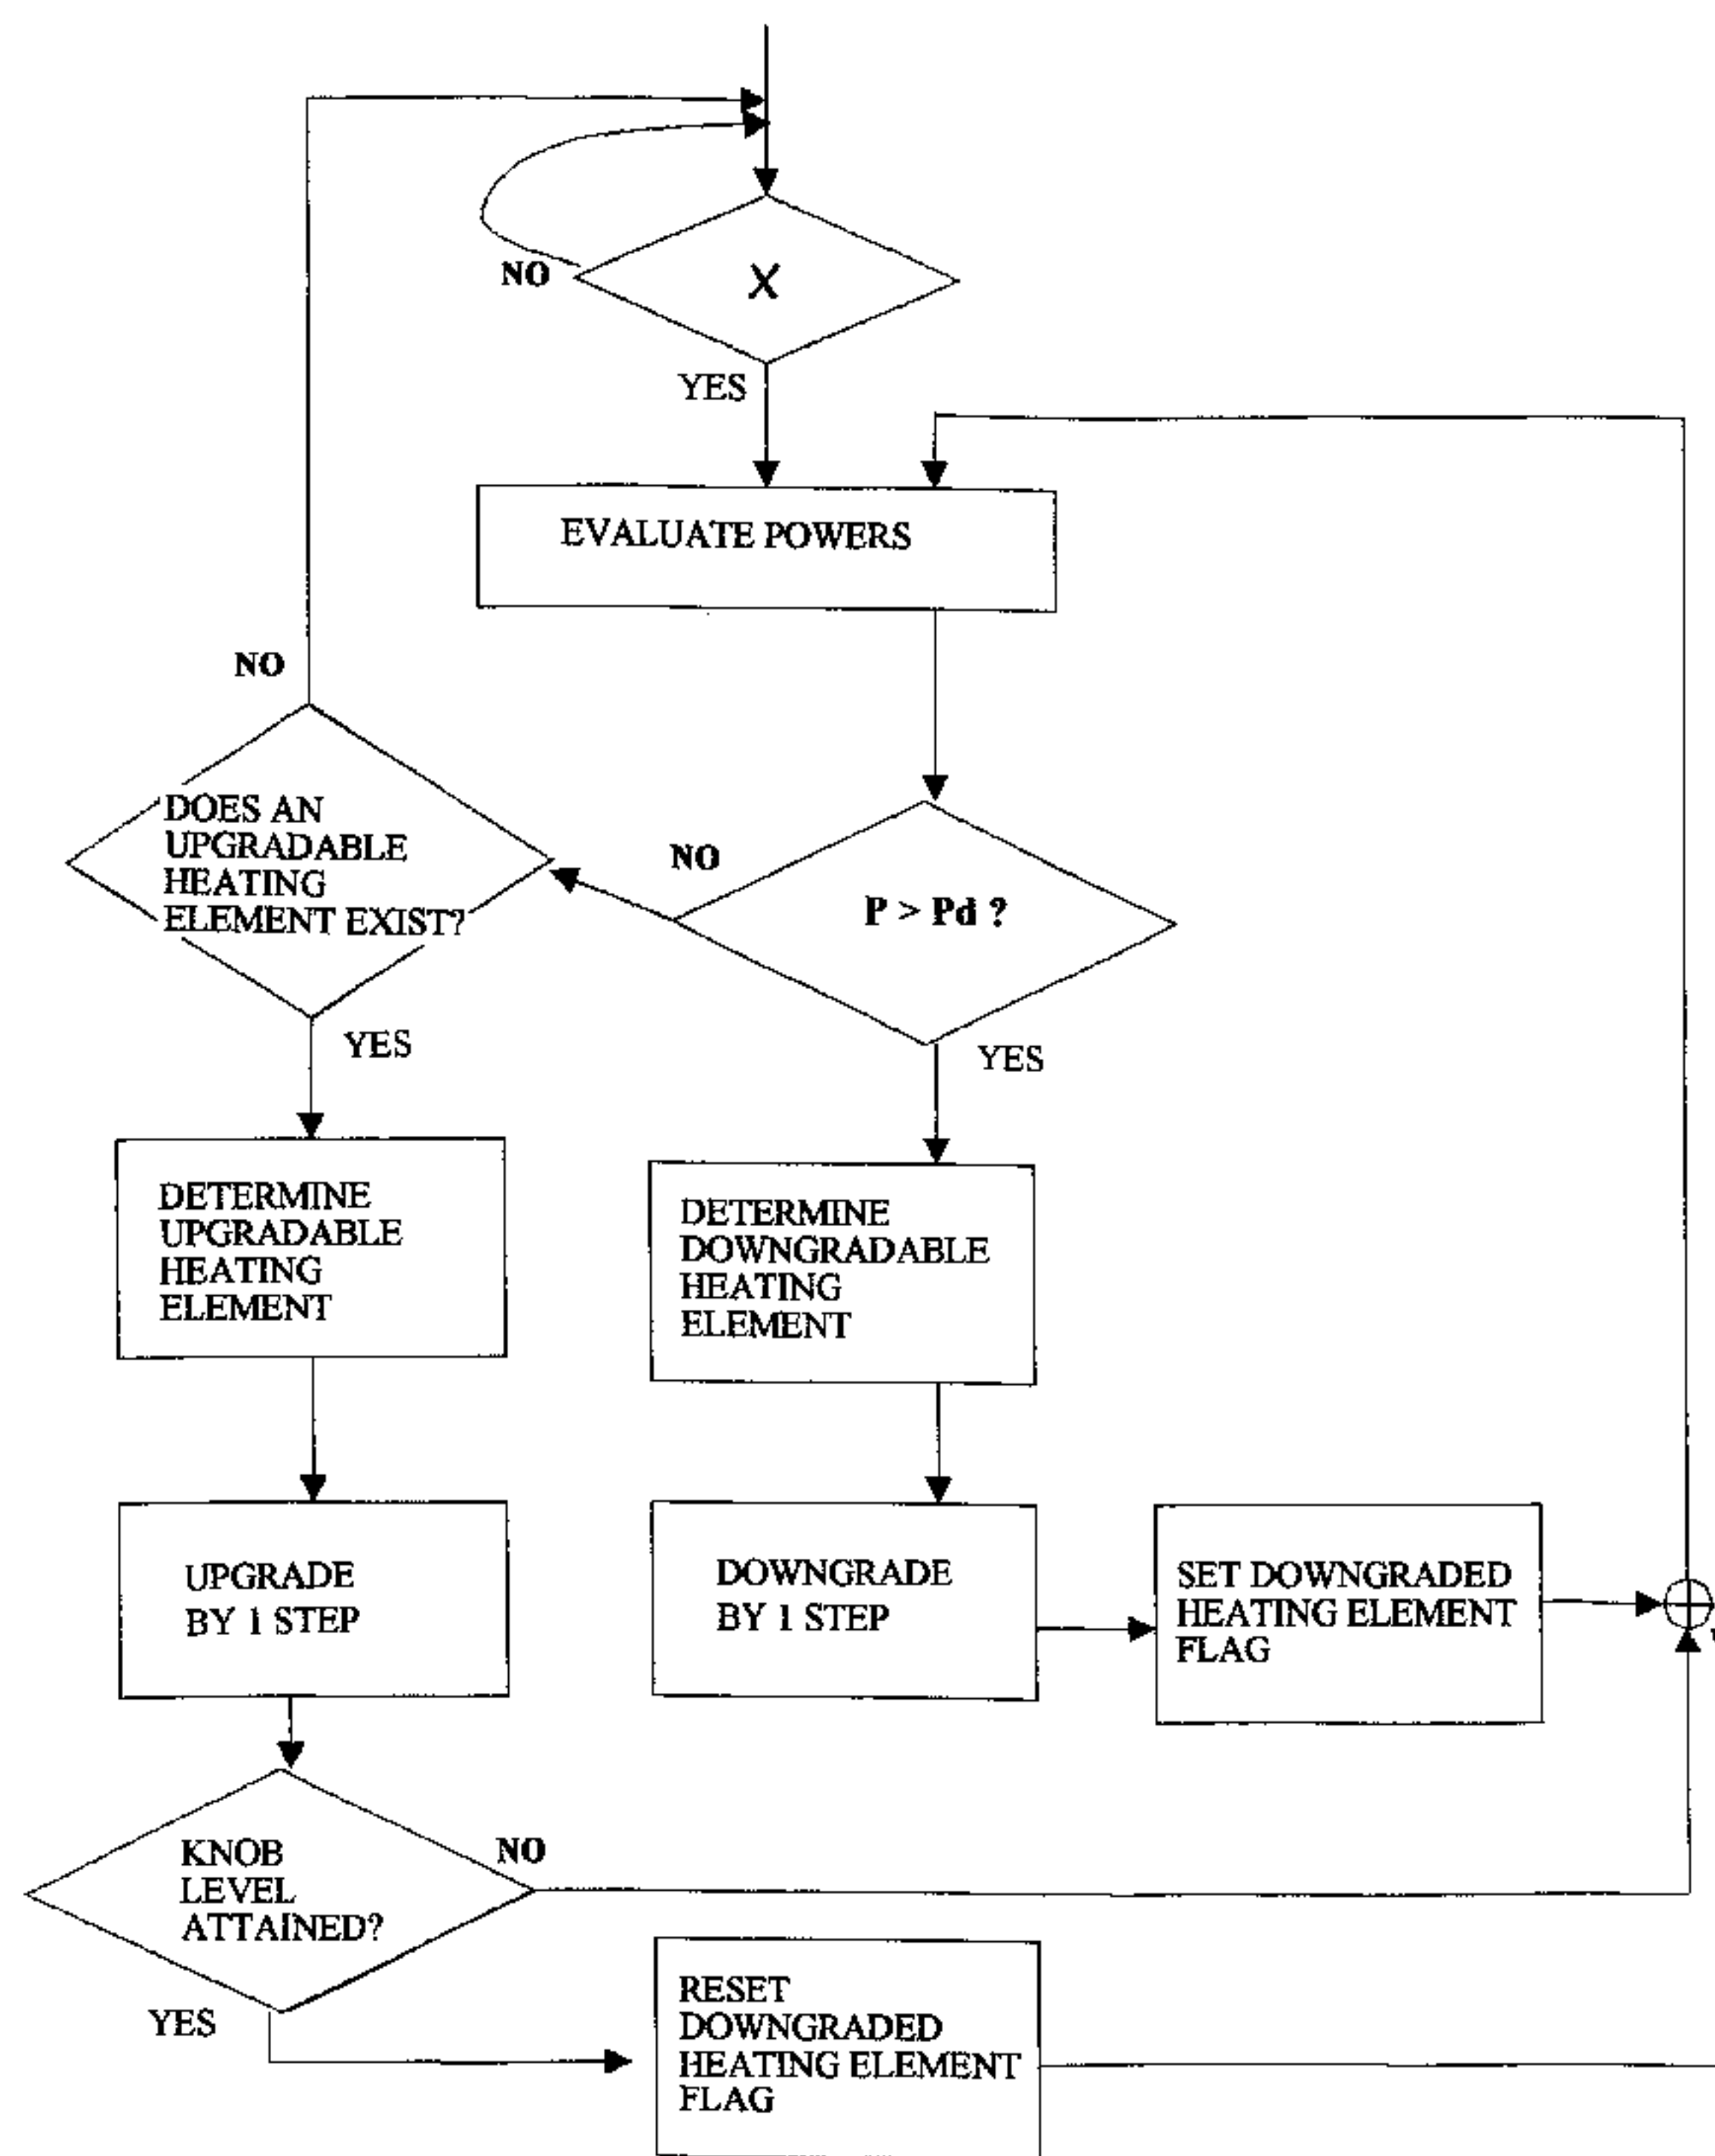 X
NO
YES
EVALUATE POWERS
NO
DOES AN
UPGRADABLE
HEATING
ELEMENT EXIST?
NO
P > Pd ?
YES
YES
DETERMINE
UPGRADABLE
HEATING
ELEMENT
DETERMINE
DOWNGRADABLE
HEATING
ELEMENT
UPGRADE
BY 1 STEP
DOWNGRADE
BY 1 STEP
SET DOWNGRADED
HEATING ELEMENT
FLAG
KNOB
LEVEL
ATTAINED?
NO
YES
RESET
DOWNGRADED
HEATING ELEMENT
FLAG